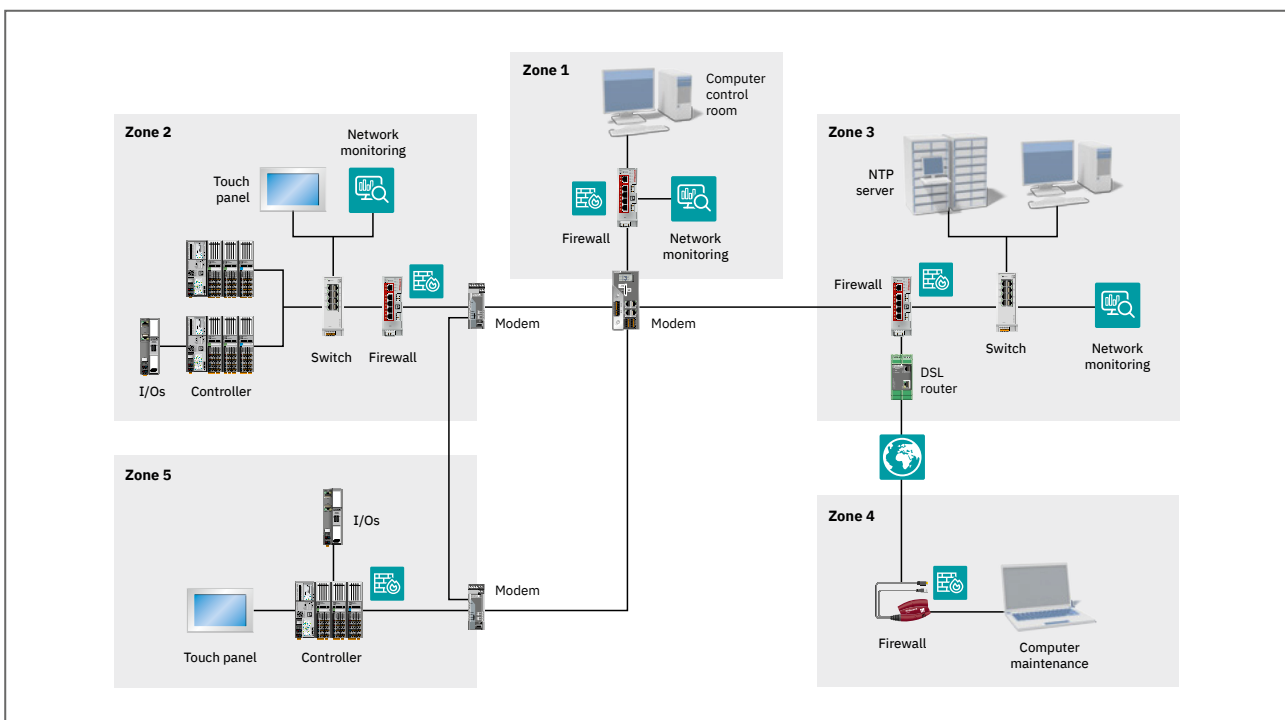 Zone 1
Computer
control
room
Firewall
Network
monitoring
Modem
Zone 2
Network
monitoring
Touch
panel
Switch
Firewall
Modem
I/Os
Controller
Zone 3
NTP
server
Firewall
Switch
Network
monitoring
DSL
router
Zone 5
I/Os
Modem
Touch panel
Controller
Zone 4
Firewall
Computer
maintenance